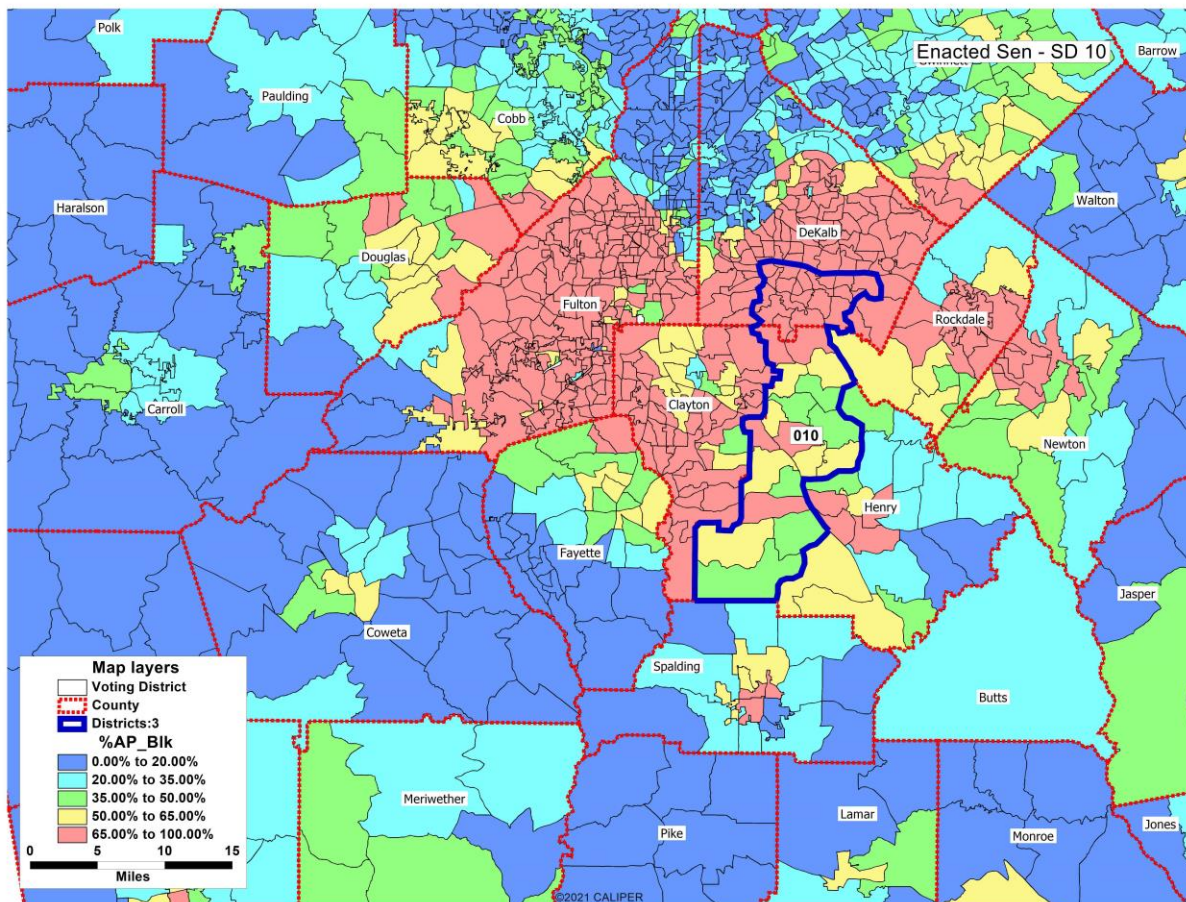 Polk
Enacted Sen - SD 10
Barrow
Paulding
Cobb
Walton
Haralson
DeKalb
Douglas
Fulton
Rockdale
Carroll
Clayton
010
Newton
Henry
Fayette
Jasper
Coweta
Spalding
Butts
Map layers
Voting District
County
Districts:3
%AP_Blk
0.00% to 20.00%
20.00% to 35.00%
35.00% to 50.00%
50.00% to 65.00%
65.00% to 100.00%
0 5 10 15
Miles
Meriwether
Pike
Lamar
Monroe
Jones
©2021 CALIPER